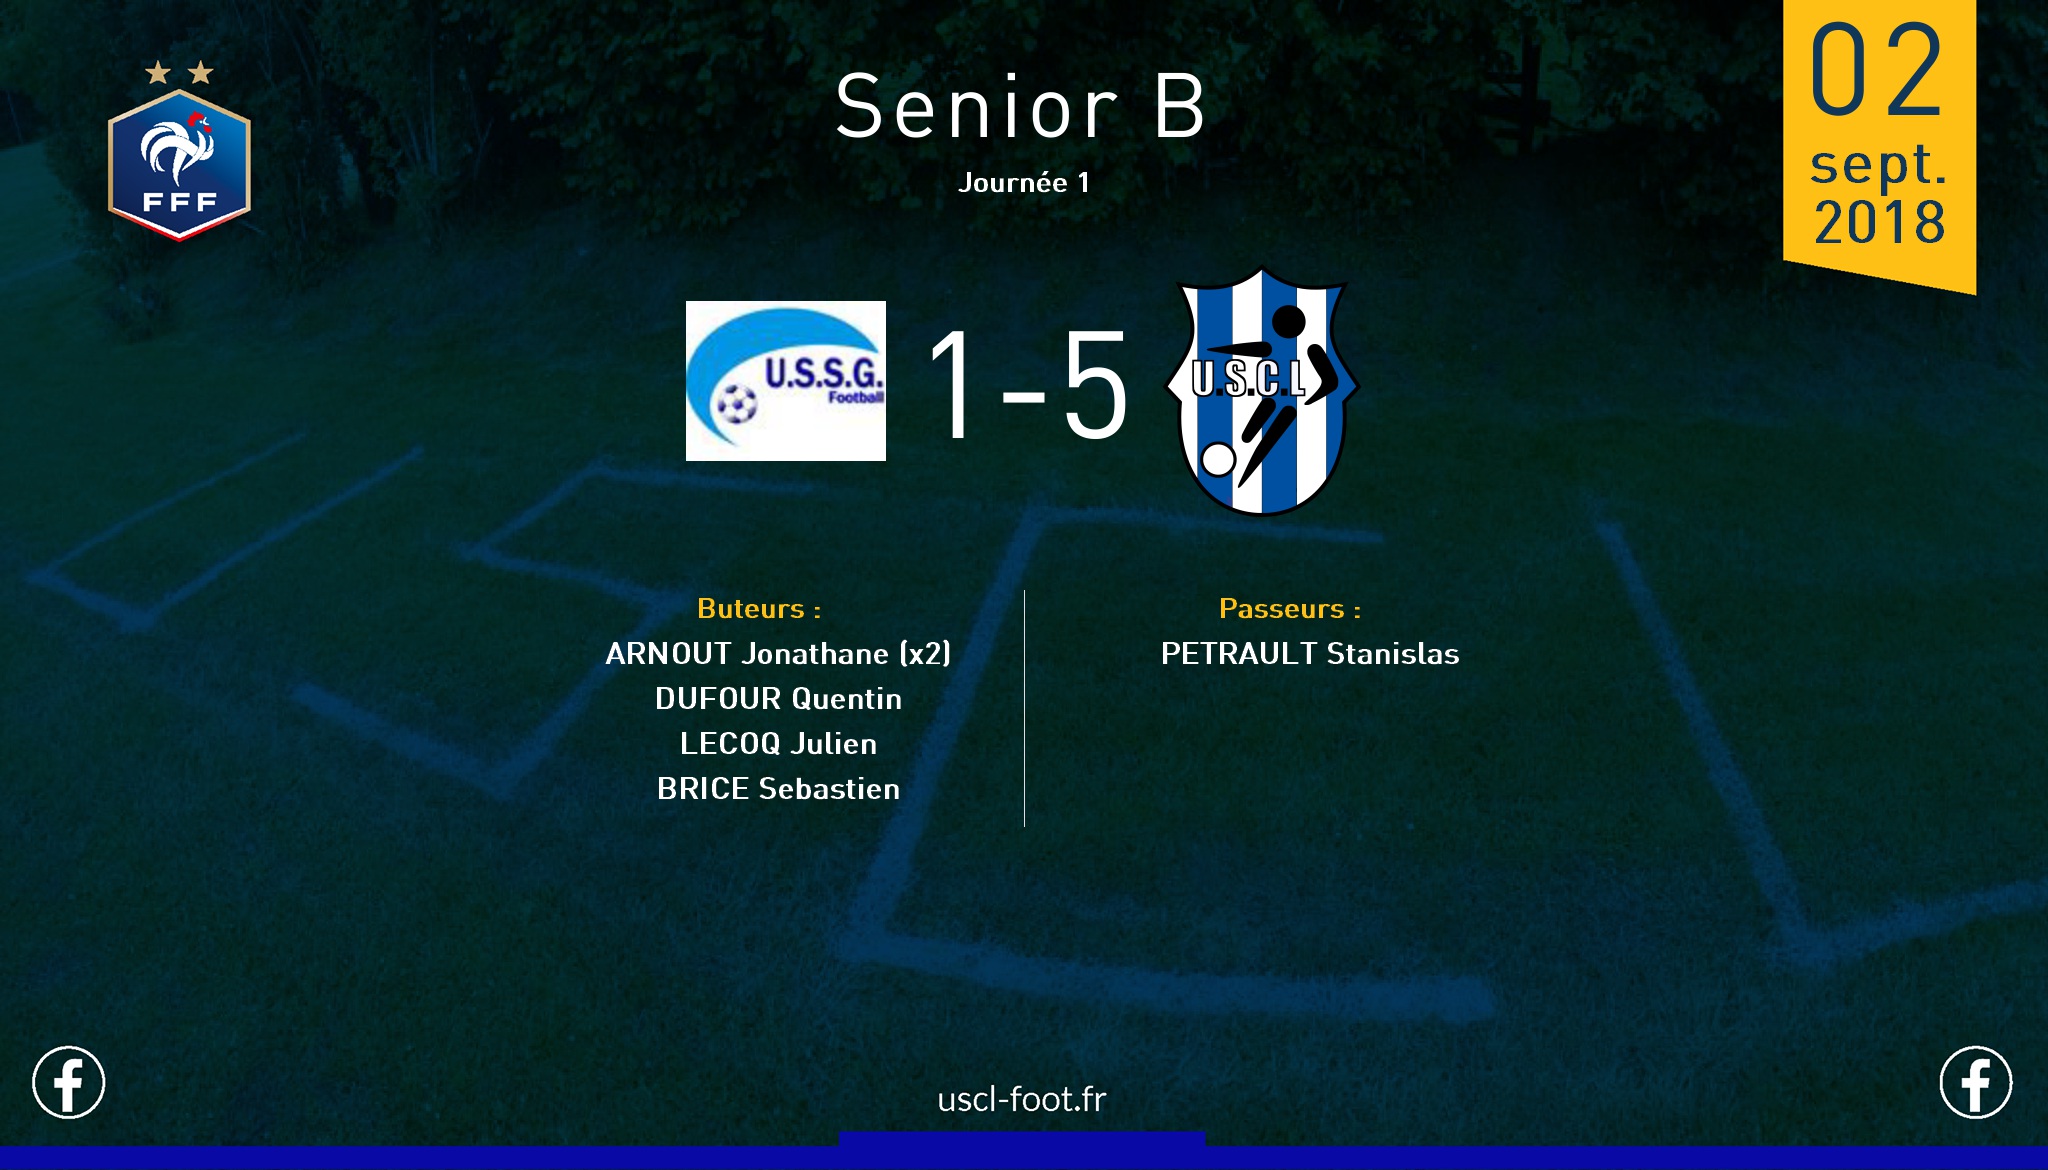 FFF
Senior B
Journée 1
02
sept.
2018
U.S.S.G.
Football
1-5
U.S.C.L
Buteurs :
ARNOUT Jonathane (x2)
DUFOUR Quentin
LECOQ Julien
BRICE Sebastien
Passeurs :
PETRAULT Stanislas
USCL
uscl-foot.fr